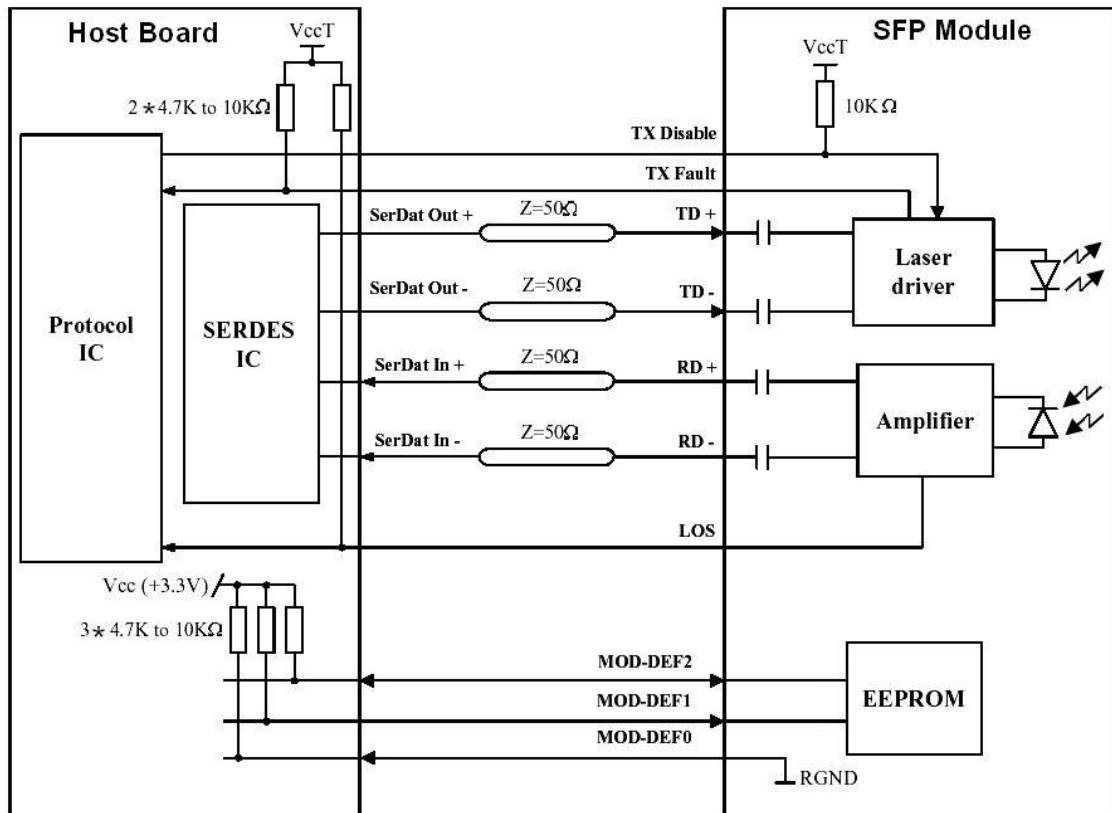 Host Board
SFP Module
VccT
VccT
2*4.7K to 10KΩ
10KΩ
TX Disable
TX Fault
SerDat Out +
Z=50Ω
TD +
SerDat Out -
Z=50Ω
TD -
Laser
driver
Protocol
IC
SERDES
IC
SerDat In +
Z=50Ω
RD +
SerDat In -
Z=50Ω
RD -
Amplifier
LOS
Vcc (+3.3V)
3*4.7K to 10KΩ
MOD-DEF2
MOD-DEF1
MOD-DEF0
EEPROM
RGND